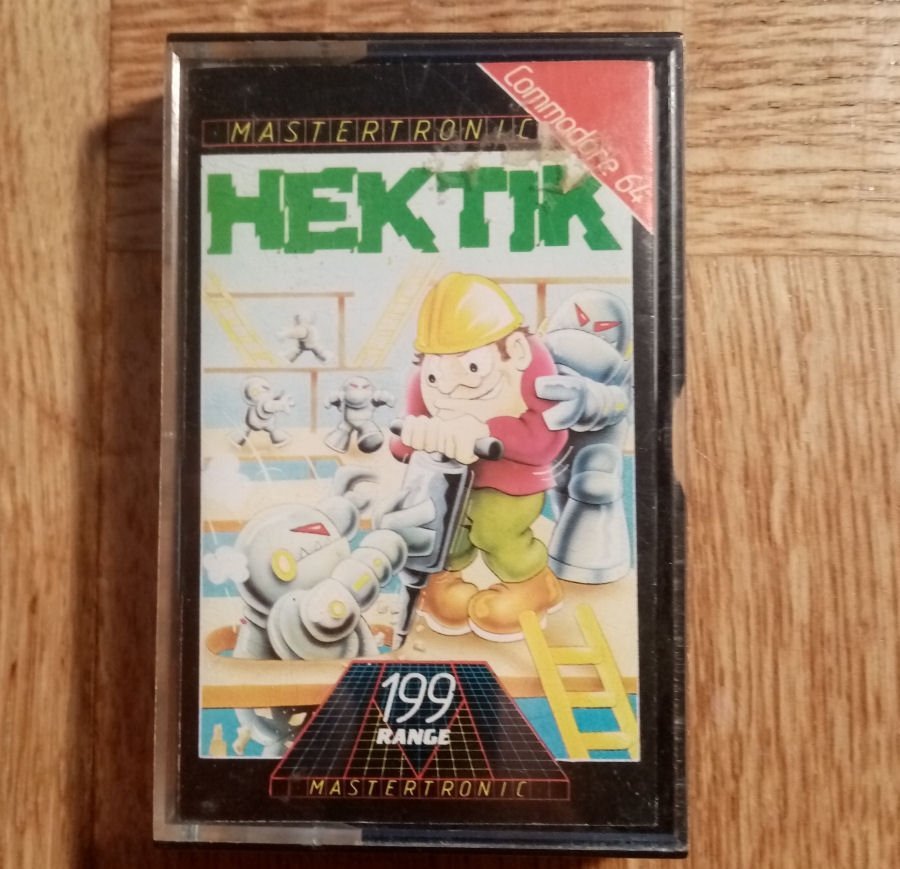 Commodore 64
MASTERTRONIC
HEKTIK
199
RANGE
MASTERTRONIC